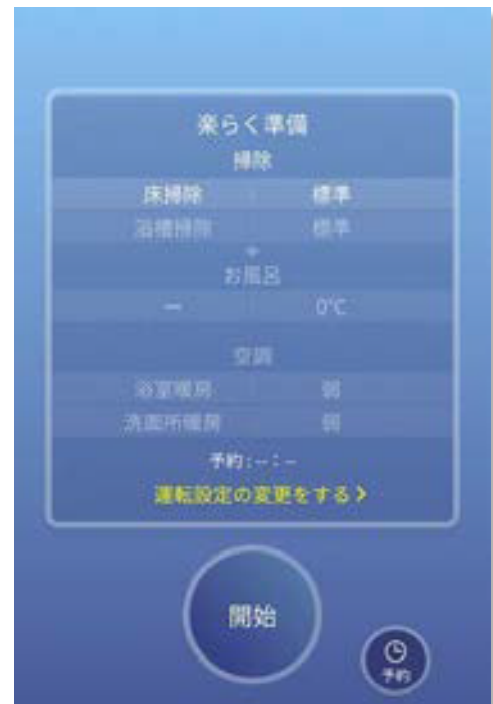 楽らく準備
掃除
床掃除 標準
浴槽掃除 標準
お風呂
ー 0℃
空調
浴室暖房 弱
洗面所暖房 弱
予約:--:--
運転設定の変更をする>
開始
予約